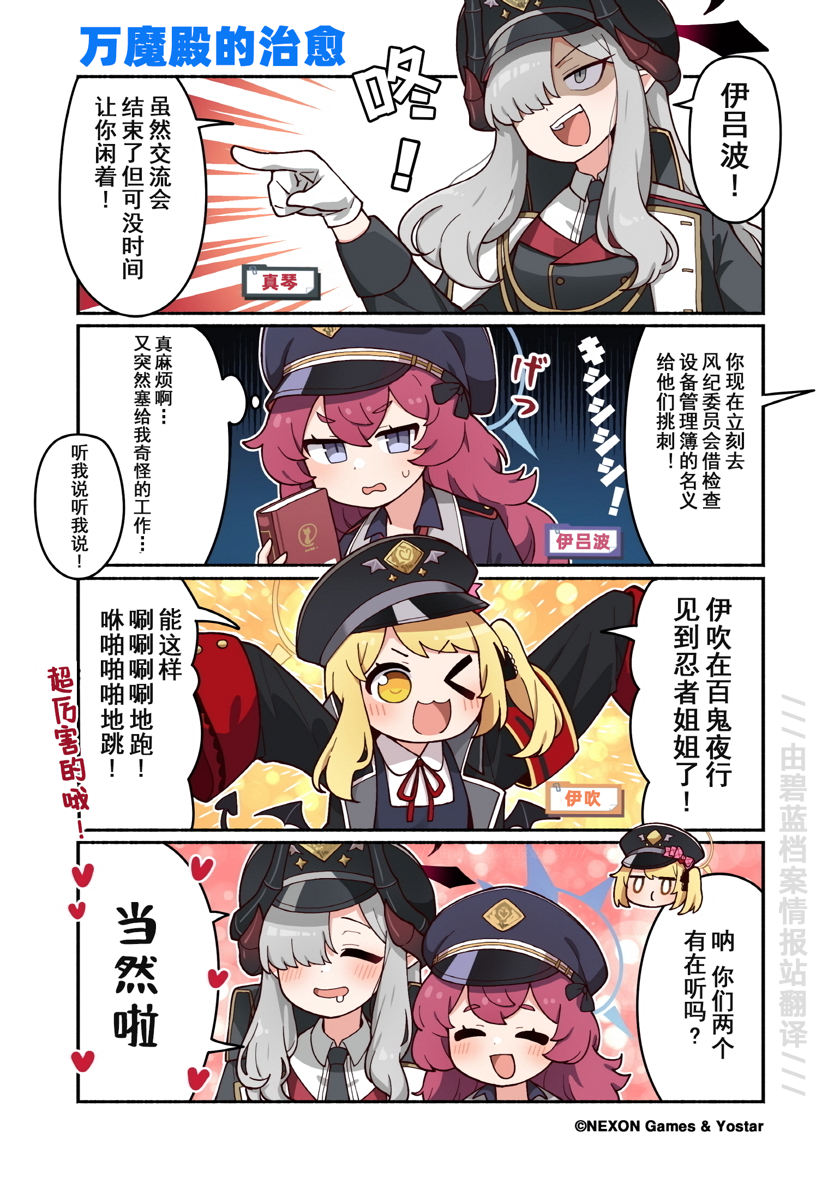 万魔殿的治愈
伊吕波！
咚！
虽然交流会
结束了但可没时间
让你闲着！
真琴
你现在立刻去
风纪委员会借检查
设备管理簿的名义
给他们挑刺！
キシシシシ！
げっ
真麻烦啊…
又突然塞给我奇怪的工作…
伊吕波
听我说听我说！
伊吹在百鬼夜行
见到忍者姐姐了！
能这样
唰唰唰唰地跑！
咻啪啪啪地跳！
伊吹
超厉害的哦！
呐 你们两个
有在听吗？
当然啦
///由碧蓝档案情报站翻译///
©NEXON Games & Yostar